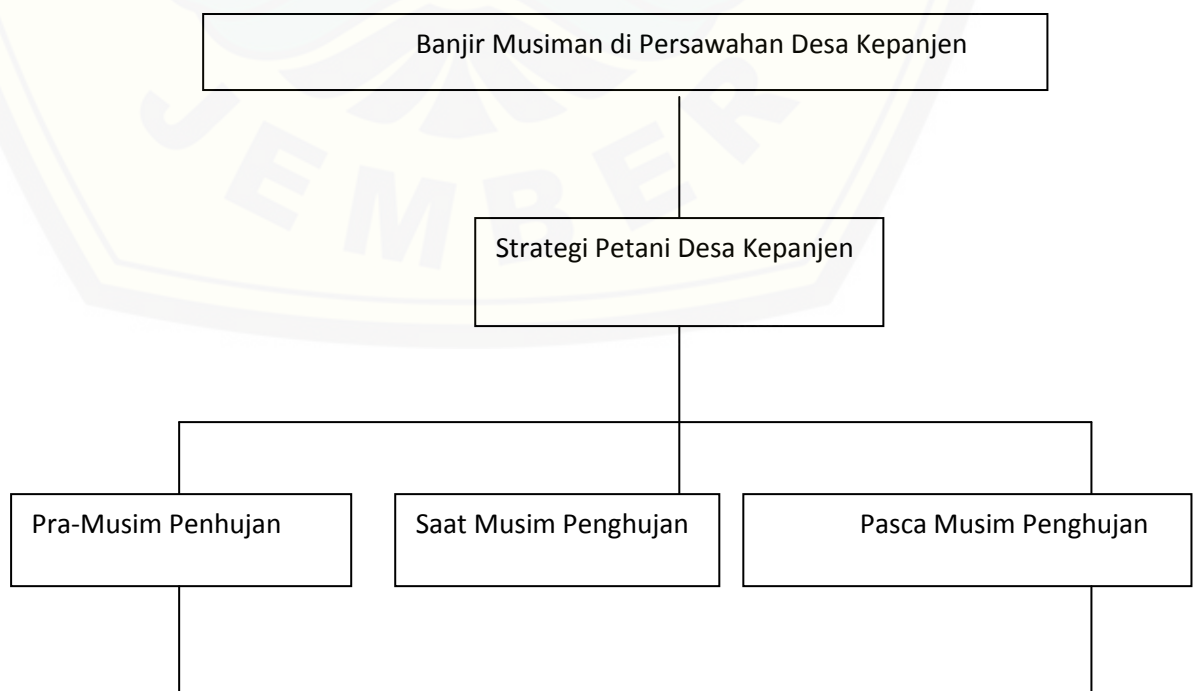 Banjir Musiman di Persawahan Desa Kepanjen
JEMBER
Strategi Petani Desa Kepanjen
Pra-Musim Penhujan
Saat Musim Penghujan
Pasca Musim Penghujan